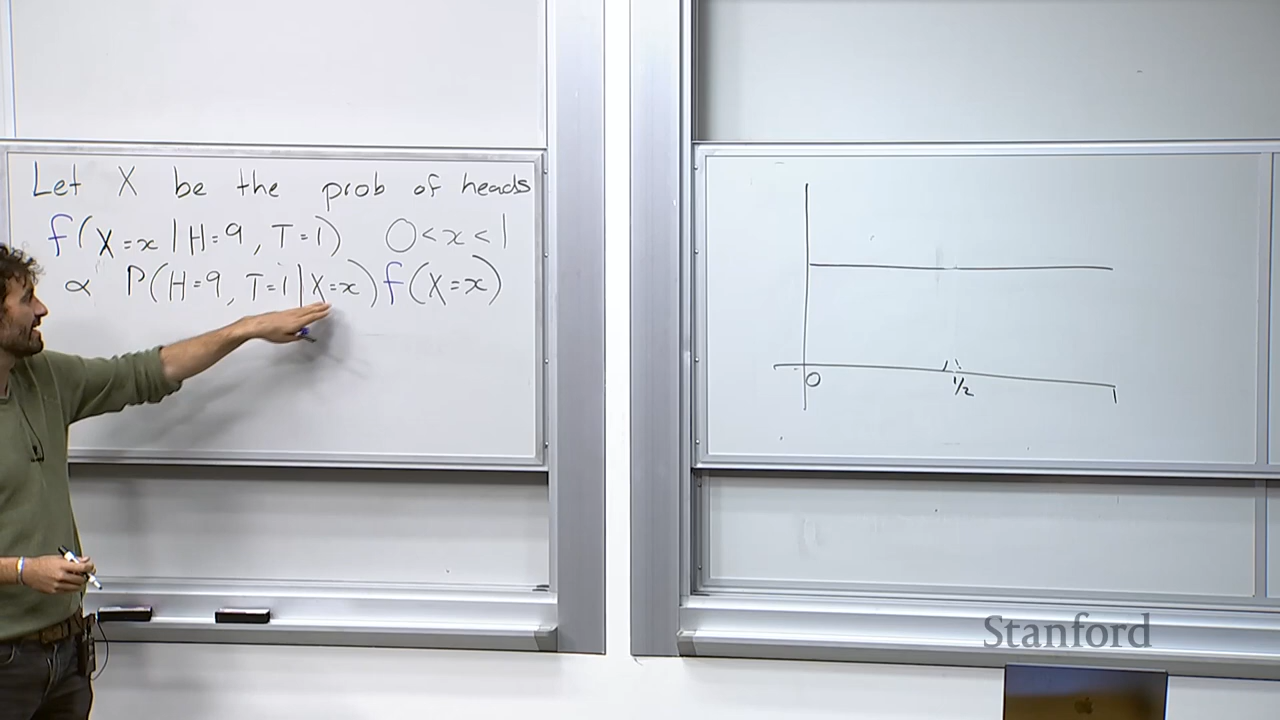 Let X be the prob of heads
f(X=x|H=9, T=1) 0<x<1
∝ P(H=9, T=1|X=x)f(X=x)
0
1/2
1
Stanford